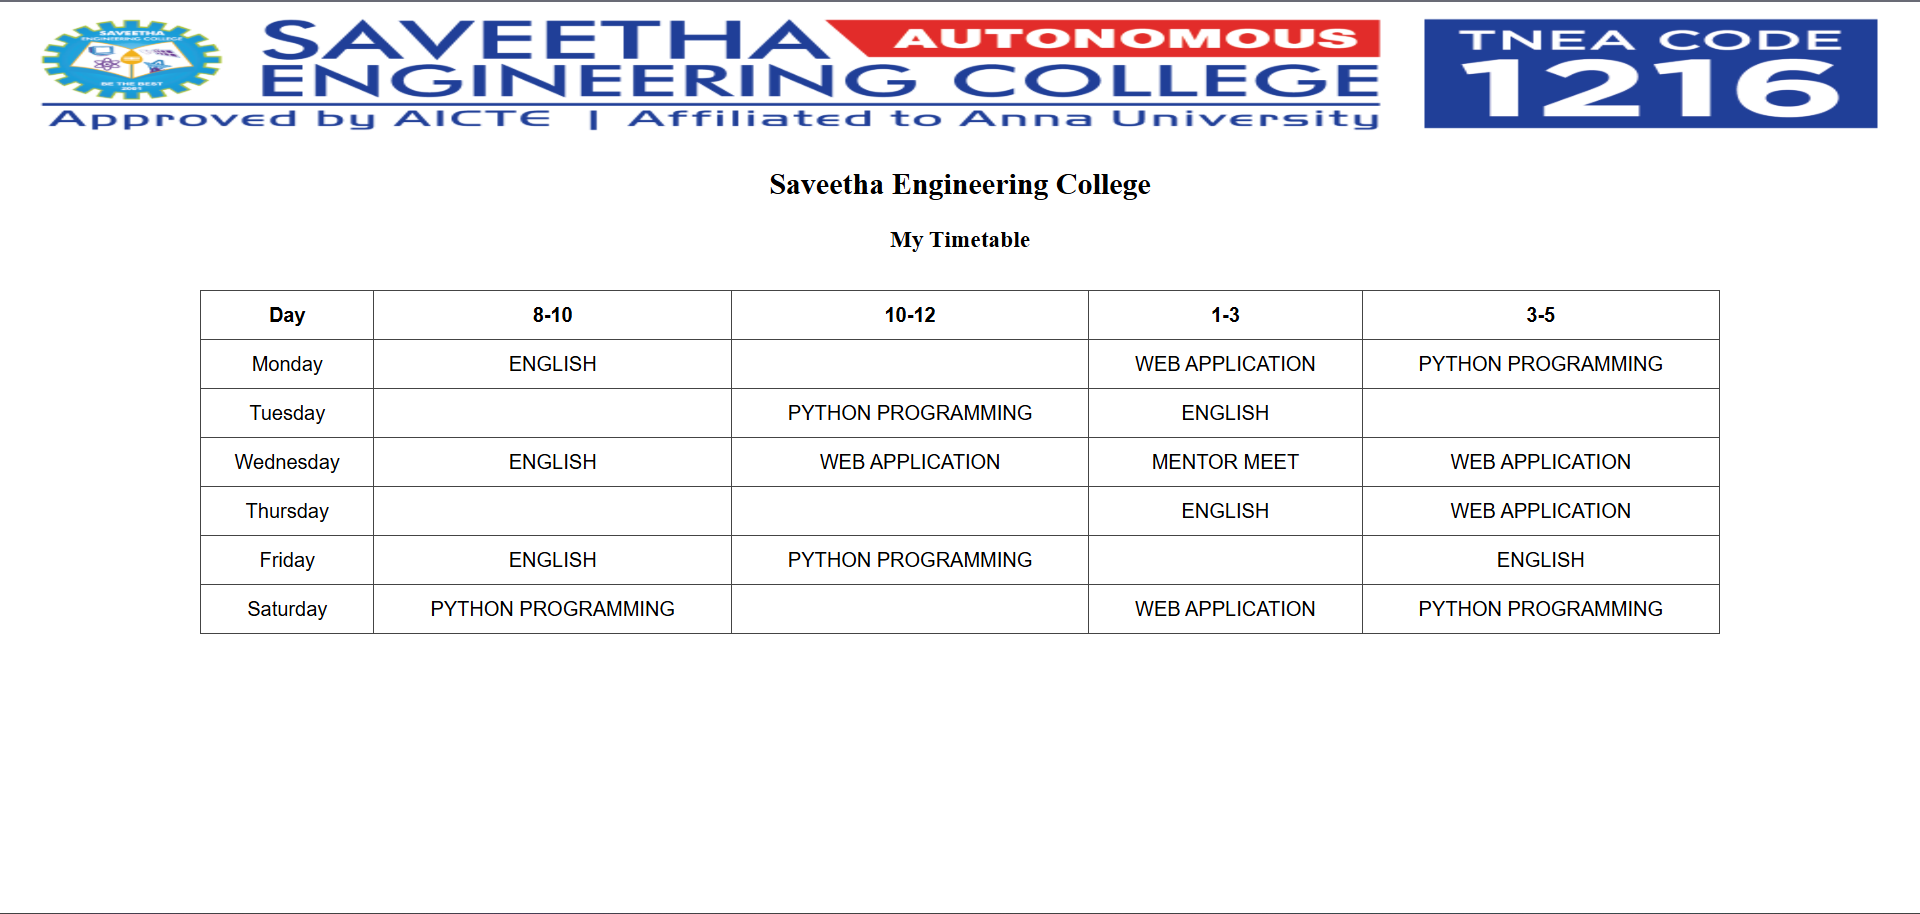 SAVEETHA
ENGINEERING COLLEGE
BE THE BEST
2001
SAVEETHA AUTONOMOUS
ENGINEERING COLLEGE
Approved by AICTE | Affiliated to Anna University
TNEA CODE
1216
Saveetha Engineering College
My Timetable
Day 8-10 10-12 1-3 3-5
Monday ENGLISH WEB APPLICATION PYTHON PROGRAMMING
Tuesday PYTHON PROGRAMMING ENGLISH
Wednesday ENGLISH WEB APPLICATION MENTOR MEET WEB APPLICATION
Thursday ENGLISH WEB APPLICATION
Friday ENGLISH PYTHON PROGRAMMING ENGLISH
Saturday PYTHON PROGRAMMING WEB APPLICATION PYTHON PROGRAMMING